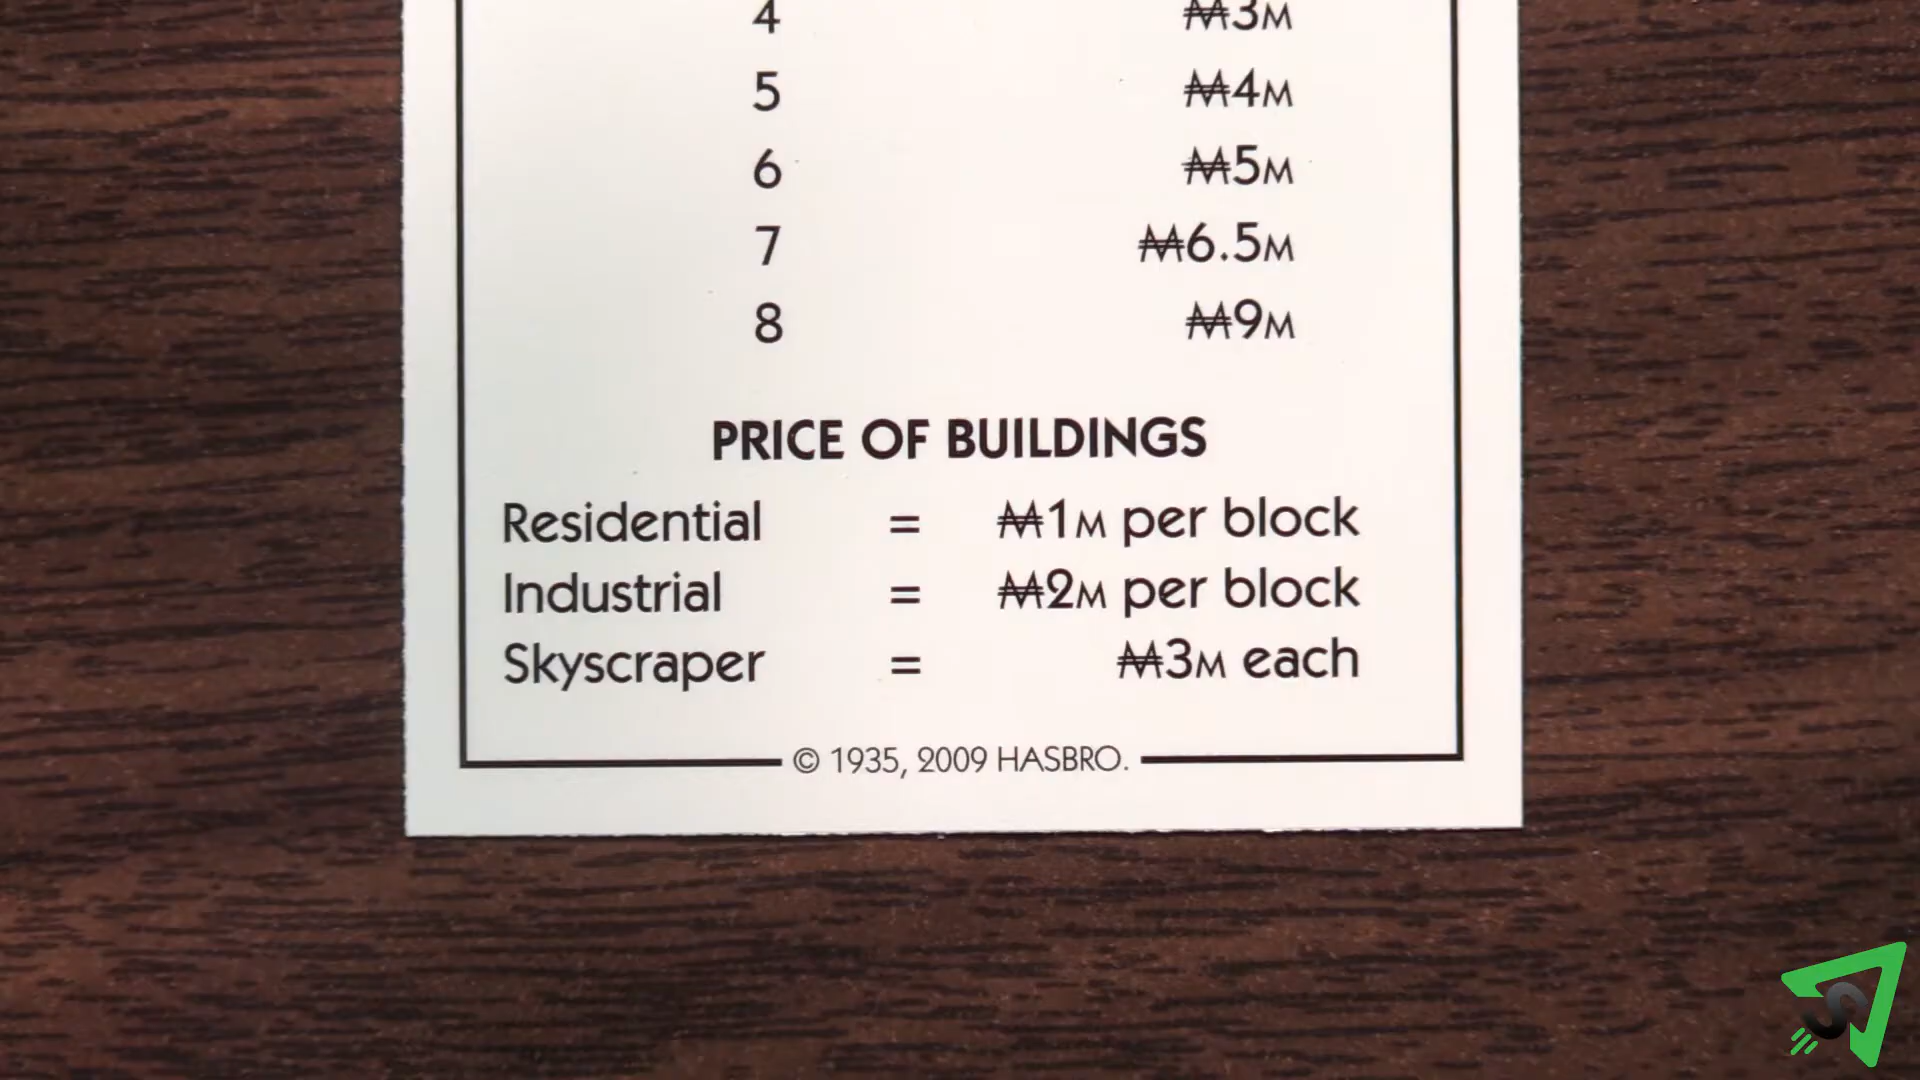 4 ₩3M
5 ₩4M
6 ₩5M
7 ₩6.5M
8 ₩9M
PRICE OF BUILDINGS
Residential = ₩1M per block
Industrial = ₩2M per block
Skyscraper = ₩3M each
© 1935, 2009 HASBRO.
S